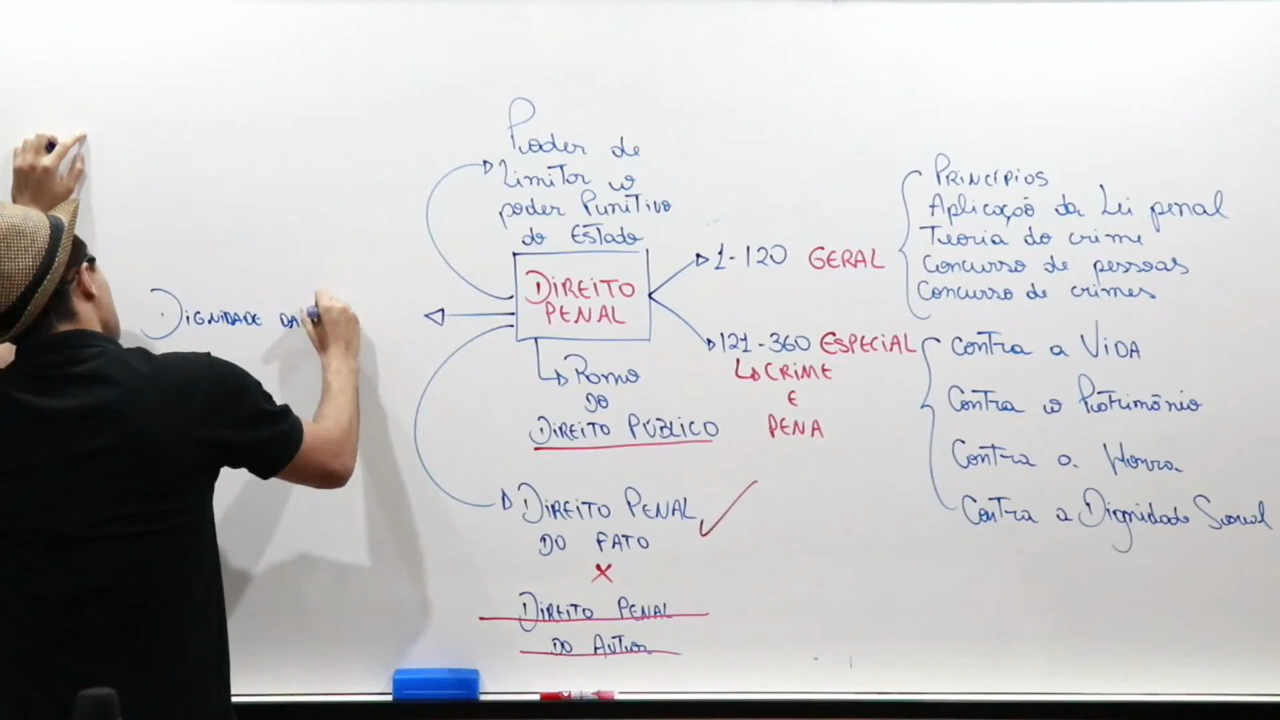 DIGNIDADE DA
Poder de
Limitar o
poder Punitivo
do Estado
DIREITO
PENAL
Ramo
DO
DIREITO PÚBLICO
DIREITO PENAL
DO FATO
X
DIREITO PENAL
DO AUTOR
1-120 GERAL
PRINCÍPIOS
Aplicação da Lei penal
Teoria do crime
Concurso de pessoas
Concurso de crimes
121-360 ESPECIAL
CRIME
E
PENA
Contra a VIDA
Contra o Patrimônio
Contra a Honra
Contra a Dignidade Sexual